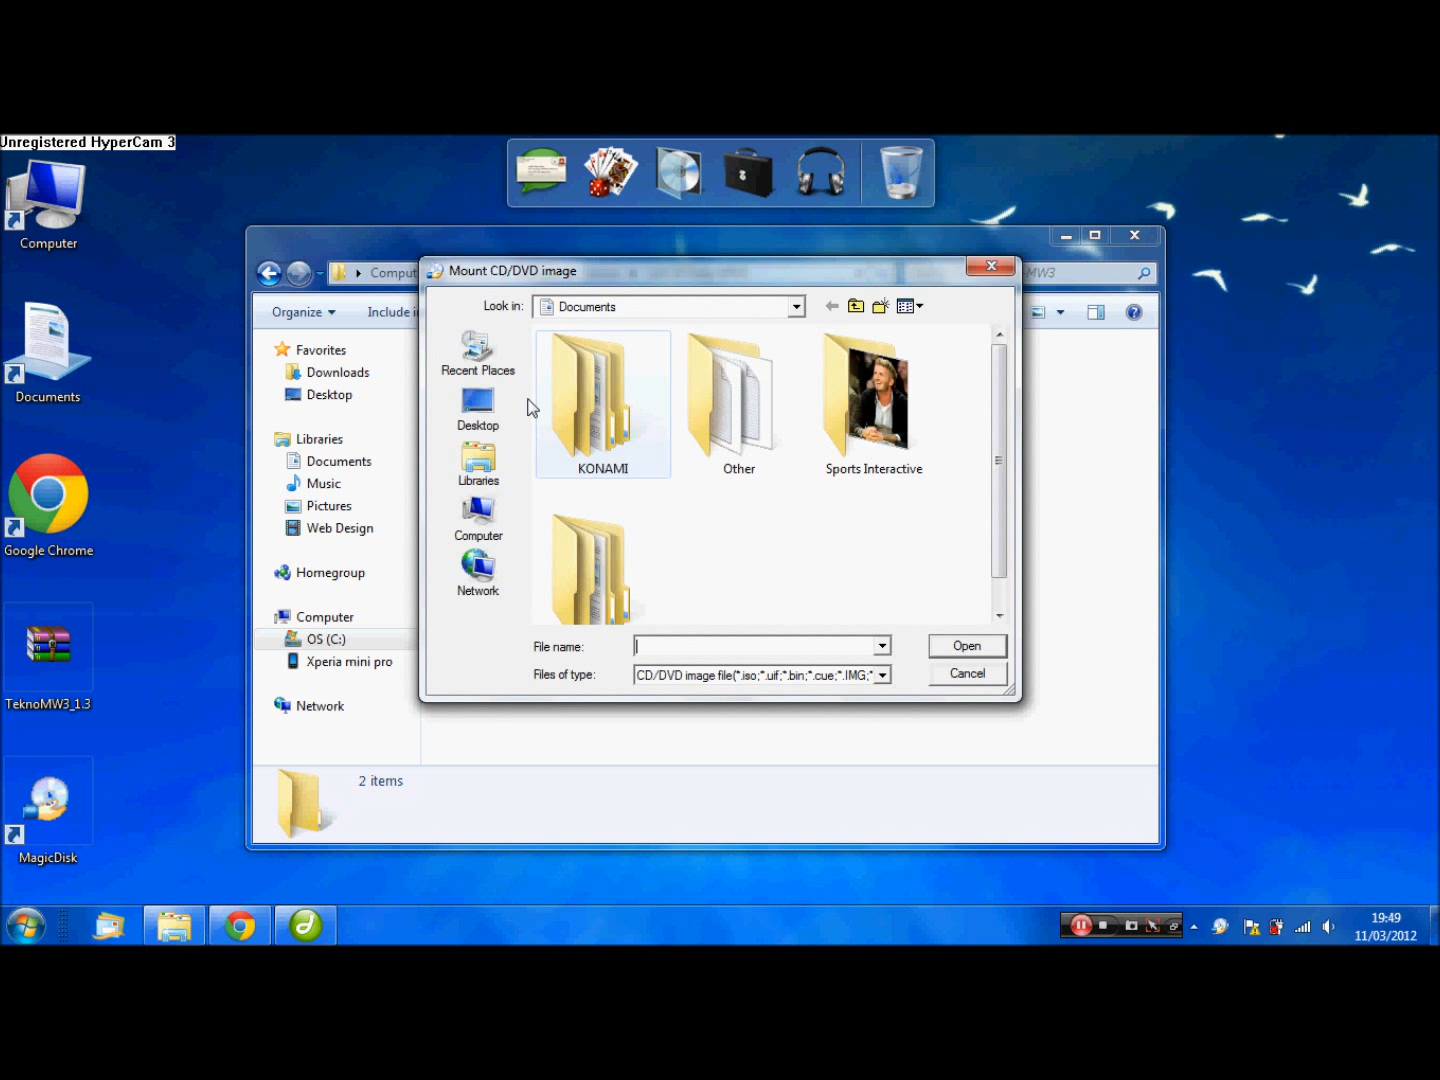 Unregistered HyperCam 3
Computer
Documents
Google Chrome
TeknoMW3_1.3
MagicDisk
Comput
MW3
Organize
Include i
Favorites
Downloads
Desktop
Libraries
Documents
Music
Pictures
Web Design
Homegroup
Computer
OS (C:)
Xperia mini pro
Network
2 items
Mount CD/DVD image
Look in:
Documents
Recent Places
Desktop
Libraries
Computer
Network
KONAMI
Other
Sports Interactive
File name:
Open
Files of type:
CD/DVD image file(*.iso;*.uif;*.bin;*.cue;*.IMG;*
Cancel
19:49
11/03/2012